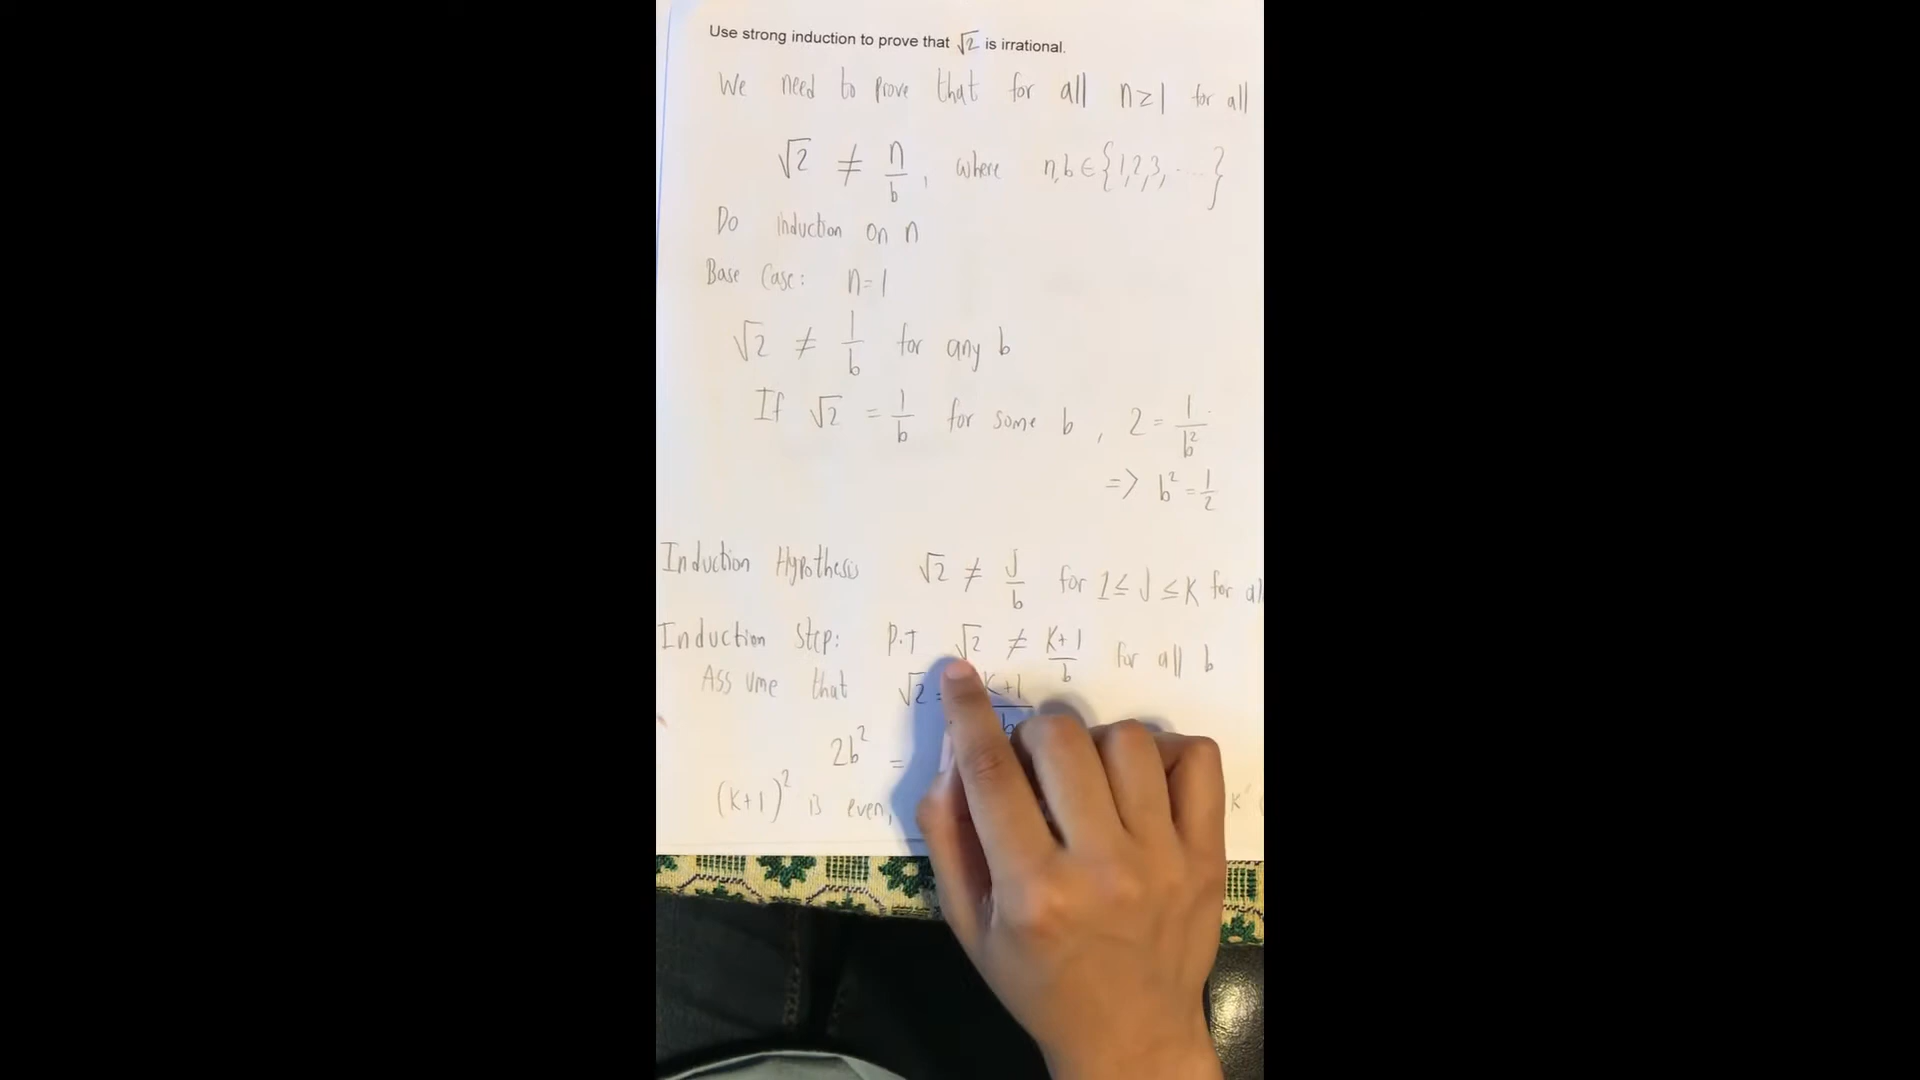 Use strong induction to prove that √2 is irrational.
We need to prove that for all n≥1 for all
√2 ≠ n/b, where n,b ∈ {1,2,3, ....}
Do induction on n
Base Case: n=1
√2 ≠ 1/b for any b
If √2 = 1/b for some b, 2 = 1/b²
=> b² = 1/2
Induction Hypothesis √2 ≠ J/b for 1≤ J ≤K for al
Induction Step: P.T √2 ≠ K+1/b for all b
Assume that √2 = K+1/b
2b² =
(K+1)² is even,